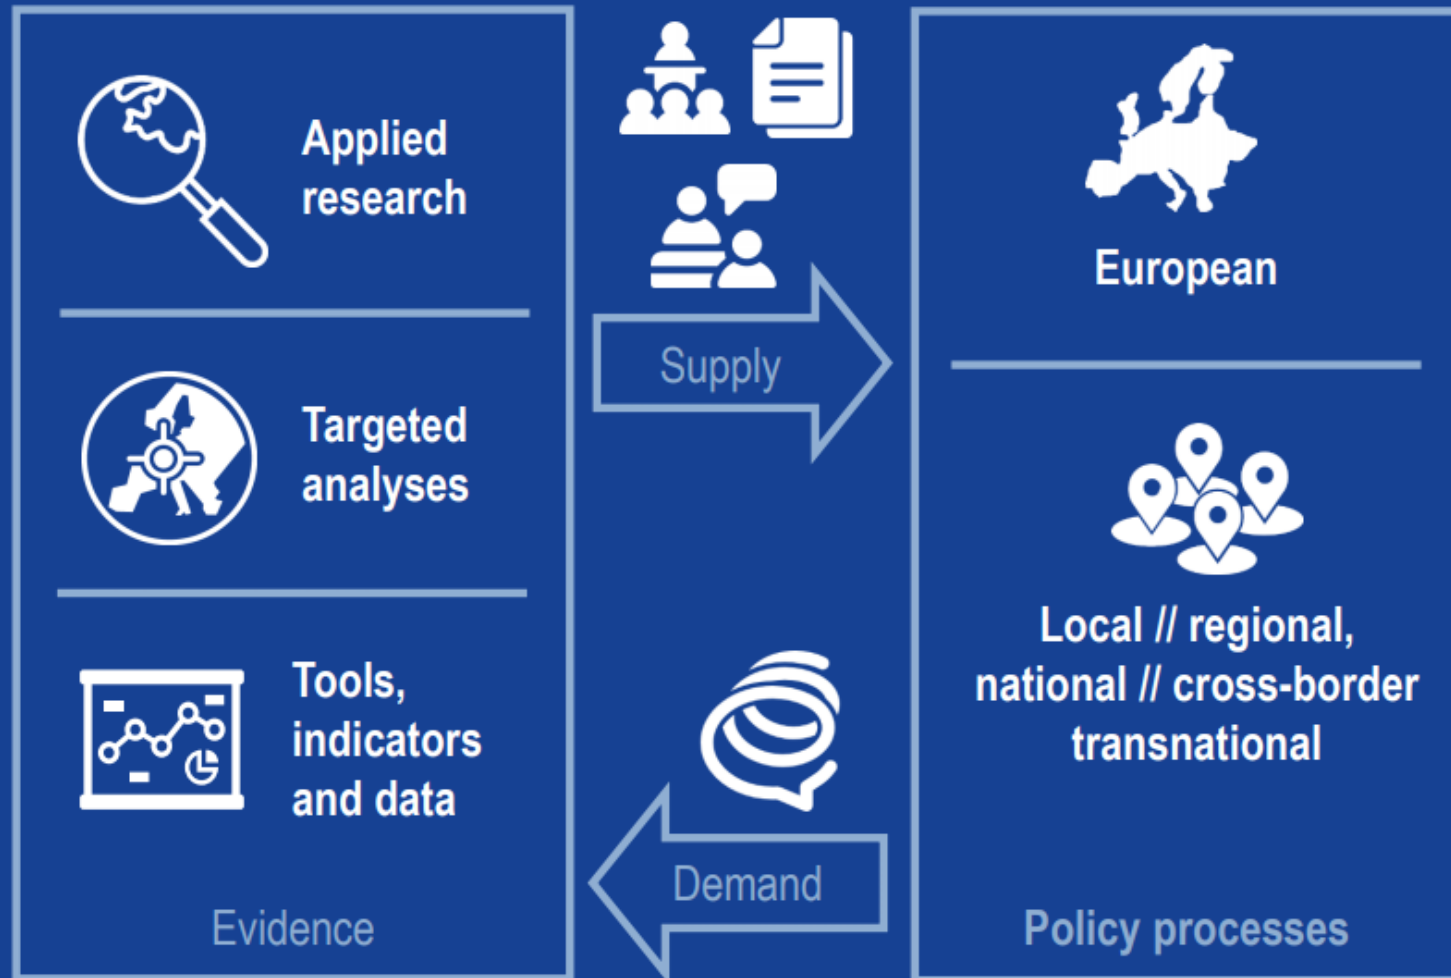 Applied
research
Targeted
analyses
Tools,
indicators
and data
Evidence
Supply
Demand
European
Local // regional,
national // cross-border
transnational
Policy processes